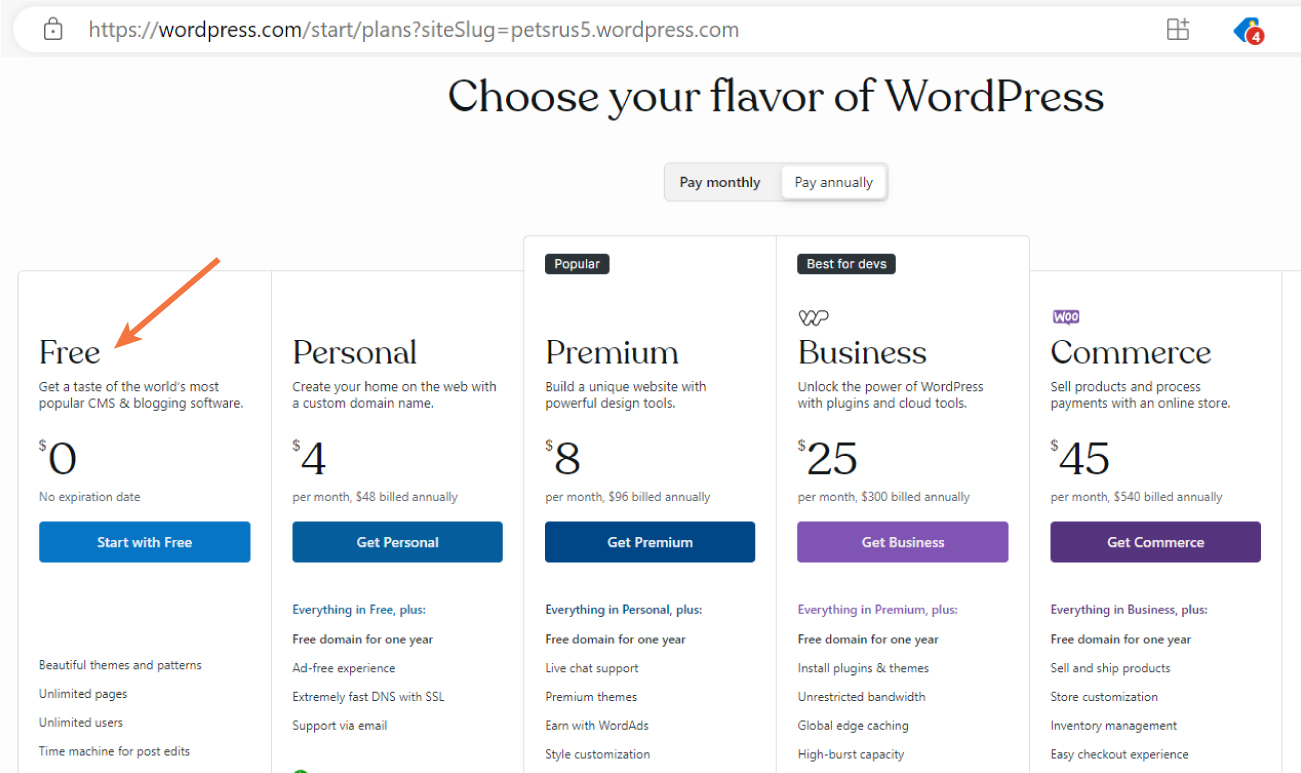 https://wordpress.com/start/plans?siteSlug=petsrus5.wordpress.com
4
Choose your flavor of WordPress
Pay monthly
Pay annually
Free
Get a taste of the world's most
popular CMS & blogging software.
$0
No expiration date
Start with Free
Beautiful themes and patterns
Unlimited pages
Unlimited users
Time machine for post edits
Personal
Create your home on the web with
a custom domain name.
$4
per month, $48 billed annually
Get Personal
Everything in Free, plus:
Free domain for one year
Ad-free experience
Extremely fast DNS with SSL
Support via email
Popular
Premium
Build a unique website with
powerful design tools.
$8
per month, $96 billed annually
Get Premium
Everything in Personal, plus:
Free domain for one year
Live chat support
Premium themes
Earn with WordAds
Style customization
Best for devs
Business
Unlock the power of WordPress
with plugins and cloud tools.
$25
per month, $300 billed annually
Get Business
Everything in Premium, plus:
Free domain for one year
Install plugins & themes
Unrestricted bandwidth
Global edge caching
High-burst capacity
WOO
Commerce
Sell products and process
payments with an online store.
$45
per month, $540 billed annually
Get Commerce
Everything in Business, plus:
Free domain for one year
Sell and ship products
Store customization
Inventory management
Easy checkout experience